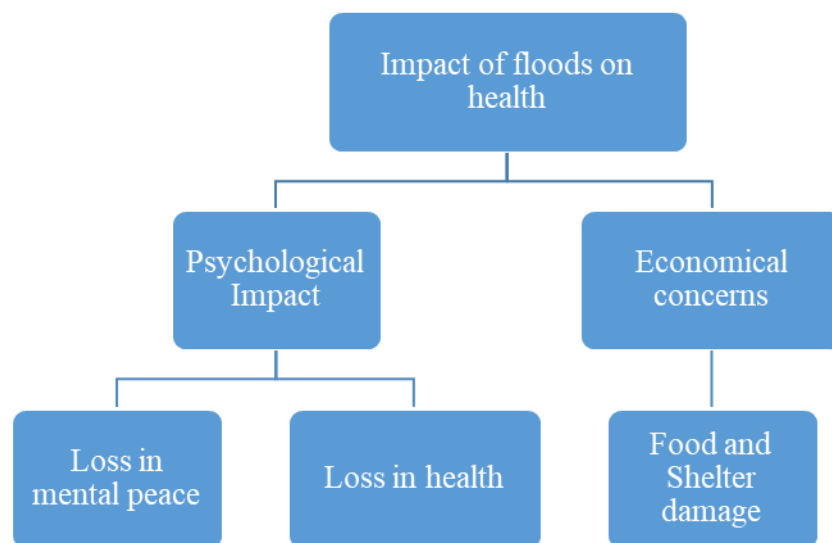 Impact of floods on
health
Psychological
Impact
Economical
concerns
Loss in
mental peace
Loss in health
Food and
Shelter
damage